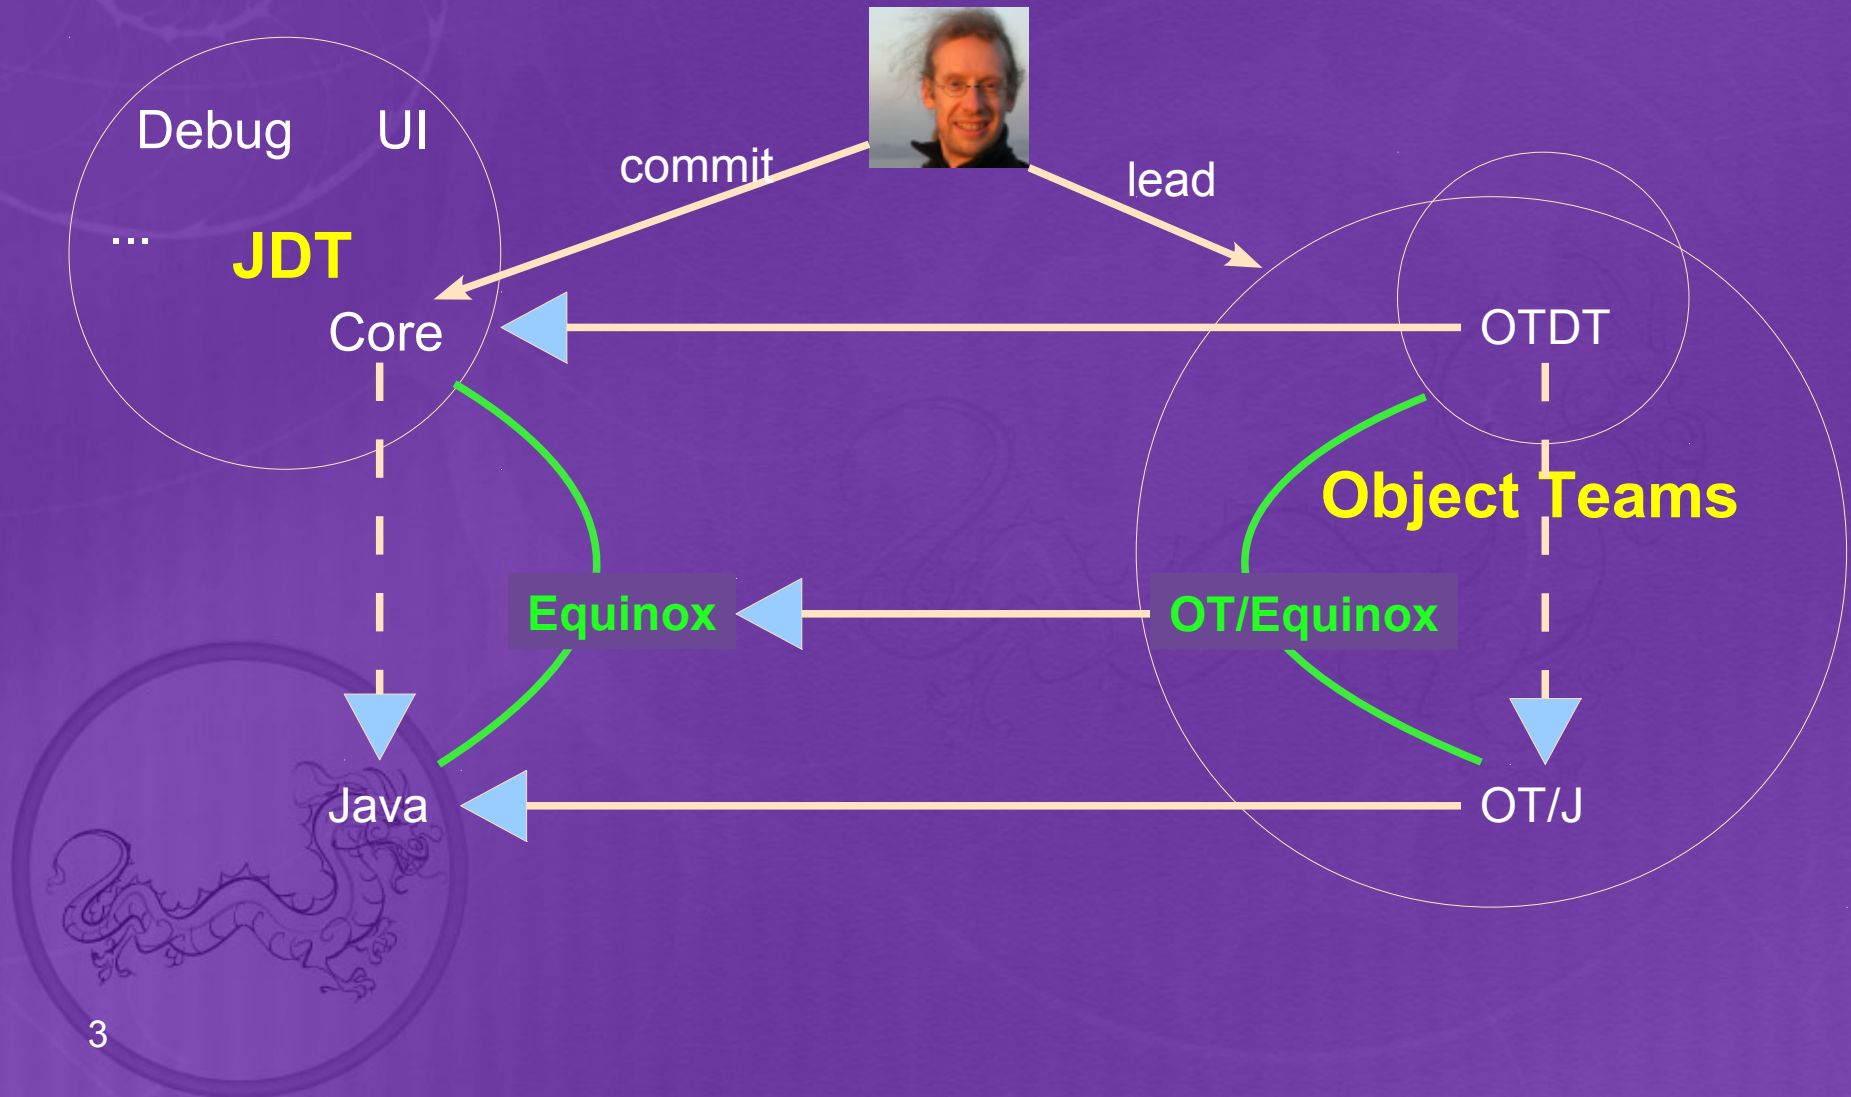 Debug UI
commit
lead
...
JDT
Core
OTDT
Object Teams
Equinox
OT/Equinox
Java
OT/J
3